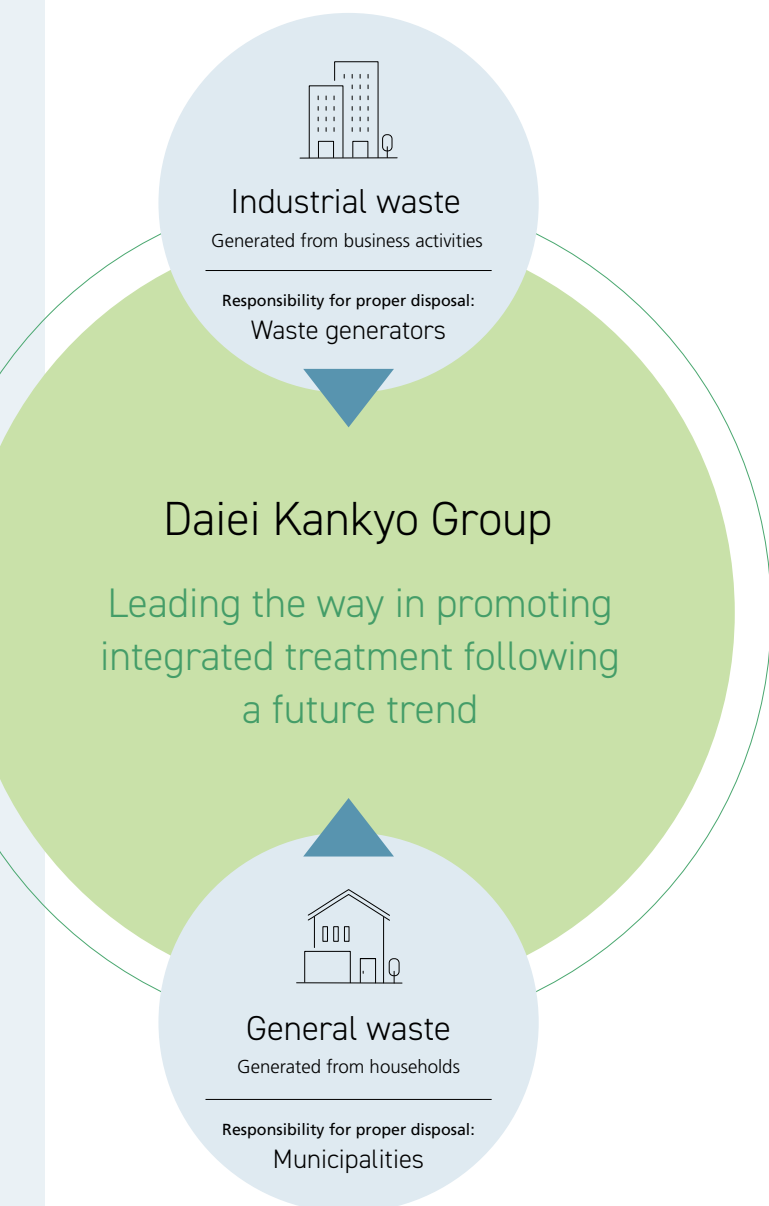 Industrial waste
Generated from business activities
Responsibility for proper disposal:
Waste generators
Daiei Kankyo Group
Leading the way in promoting
integrated treatment following
a future trend
General waste
Generated from households
Responsibility for proper disposal:
Municipalities